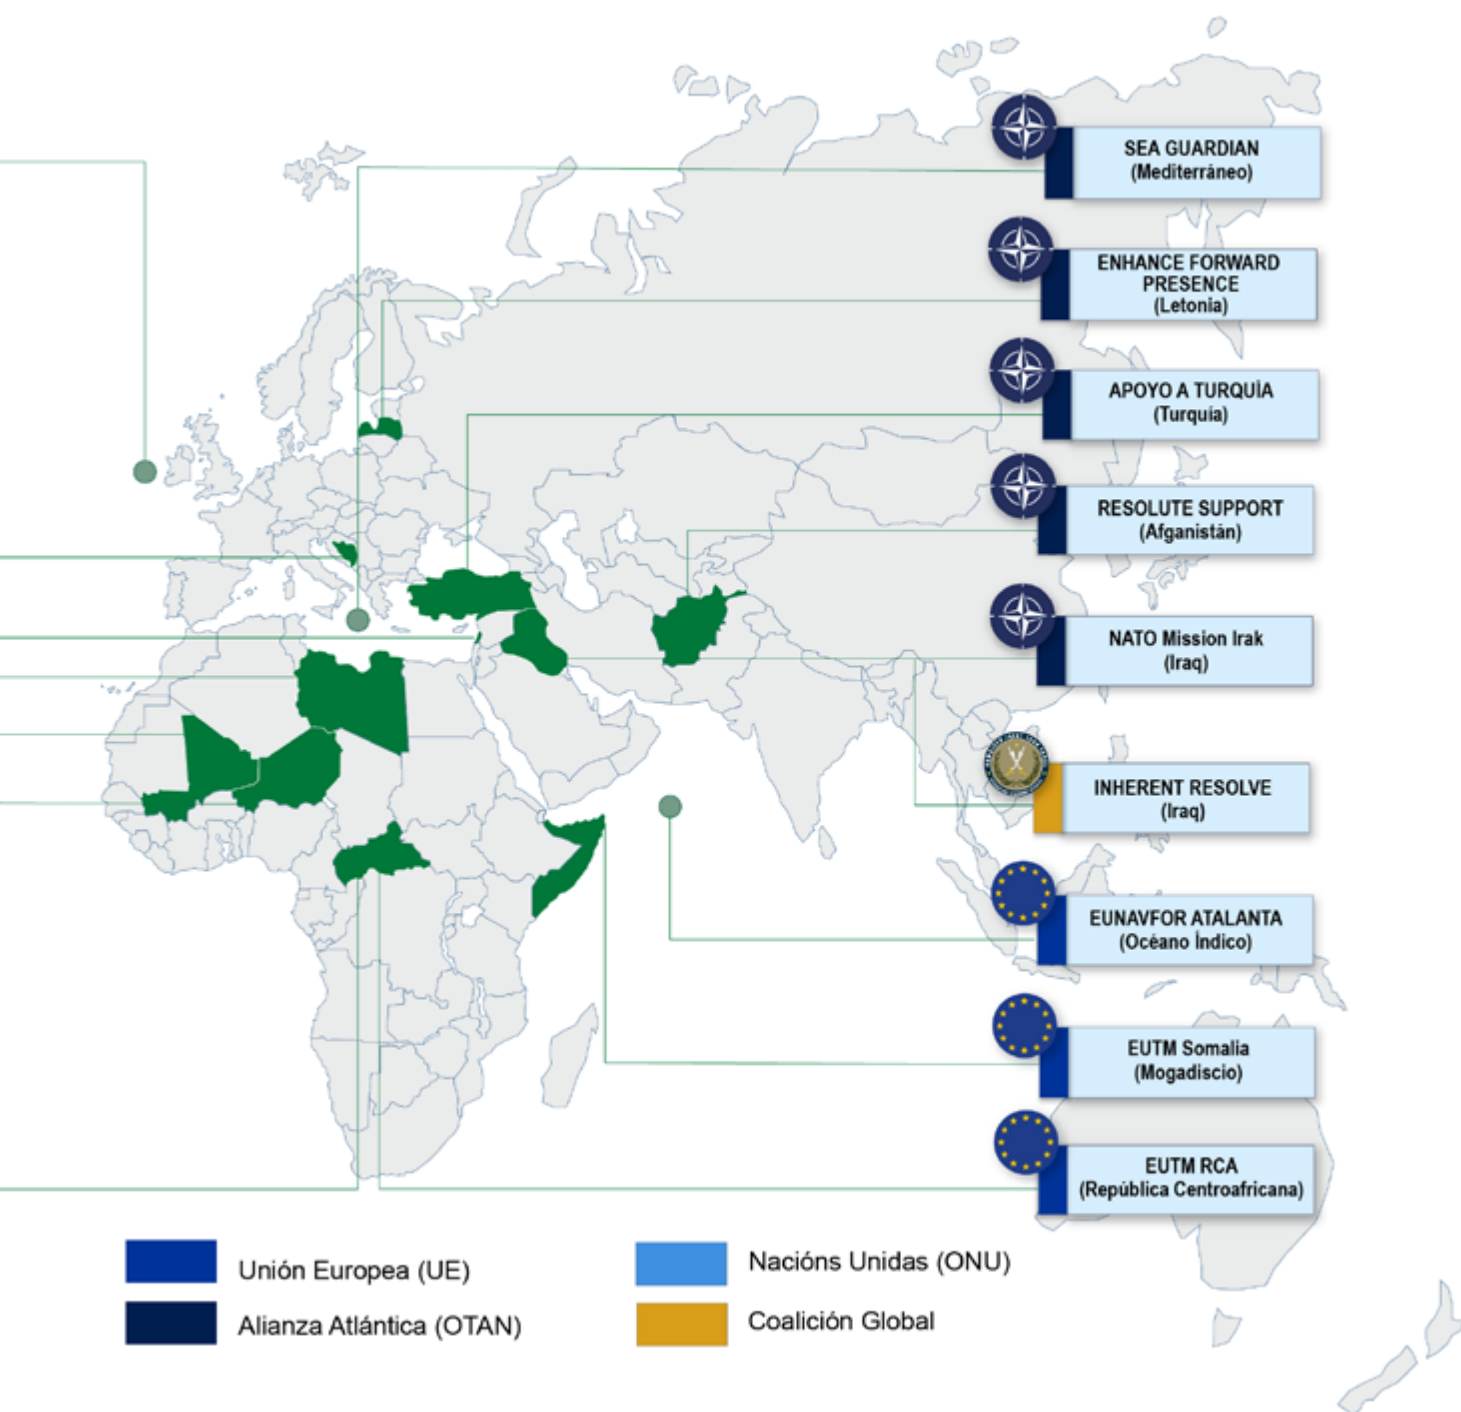 SEA GUARDIAN
(Mediterráneo)
ENHANCE FORWARD
PRESENCE
(Letonia)
APOYO A TURQUÍA
(Turquía)
RESOLUTE SUPPORT
(Afganistán)
NATO Mission Irak
(Iraq)
INHERENT RESOLVE
(Iraq)
EUNAVFOR ATALANTA
(Océano Índico)
EUTM Somalia
(Mogadiscio)
EUTM RCA
(República Centroafricana)
Unión Europea (UE)
Alianza Atlántica (OTAN)
Nacións Unidas (ONU)
Coalición Global